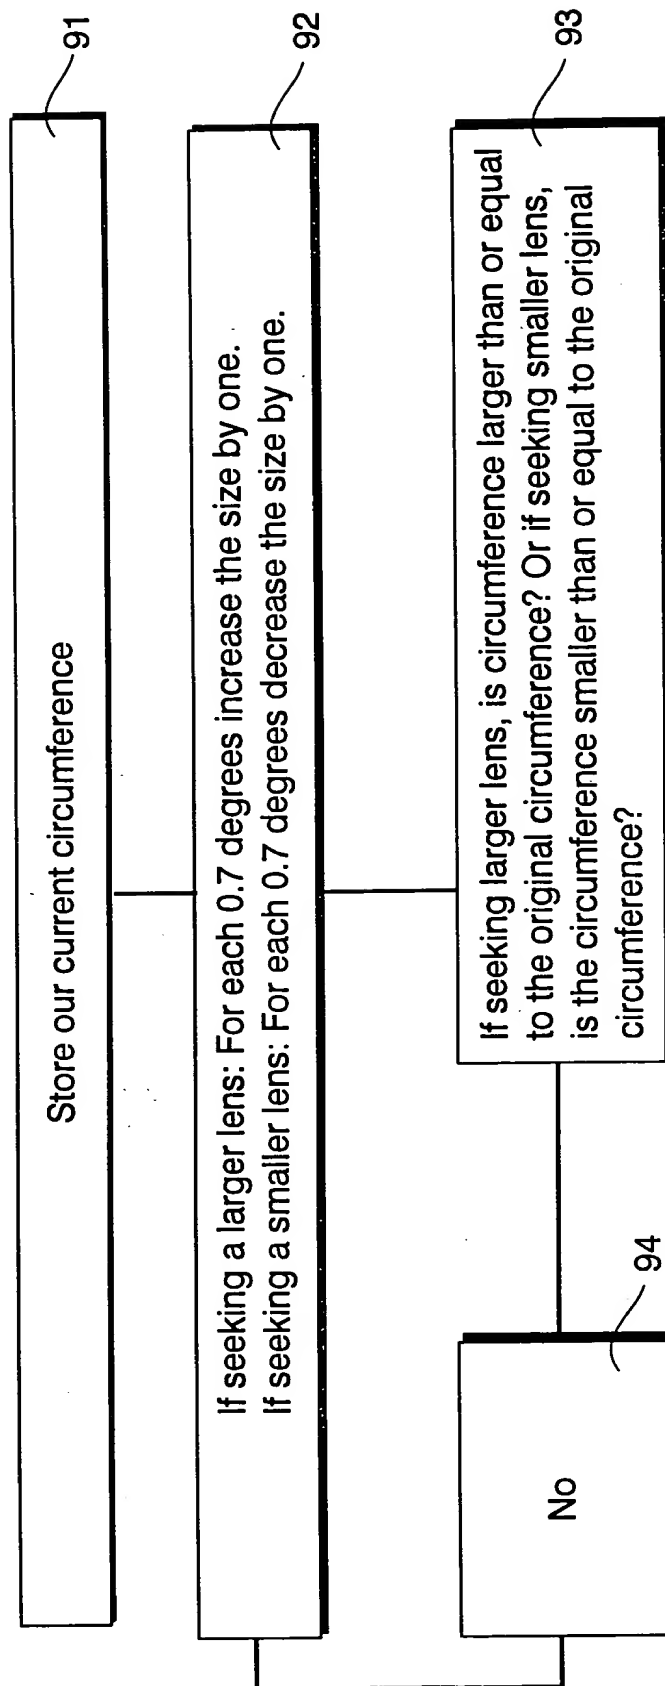 Store our current circumference
91
If seeking a larger lens: For each 0.7 degrees increase the size by one.
If seeking a smaller lens: For each 0.7 degrees decrease the size by one.
92
If seeking larger lens, is circumference larger than or equal
to the original circumference? Or if seeking smaller lens,
is the circumference smaller than or equal to the original
circumference?
93
No
94